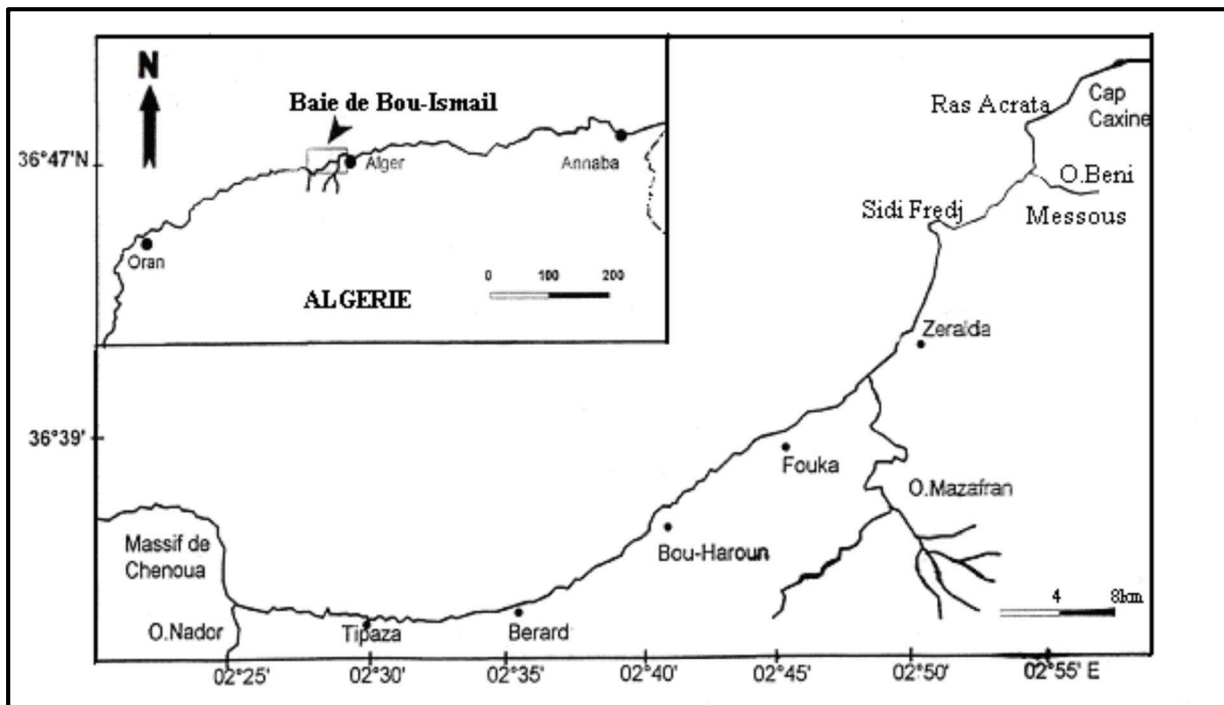 N
Baie de Bou-Ismail
36°47'N
Alger
Annaba
Oran
0 100 200
ALGERIE
Ras Acrata
Cap
Caxine
O.Beni
Messous
Sidi Fredj
Zeralda
36°39'
Fouka
O.Mazafran
Bou-Haroun
Massif de
Chenoua
4 8km
O.Nador
Tipaza
Berard
02°25' 02°30' 02°35' 02°40' 02°45' 02°50' 02°55' E